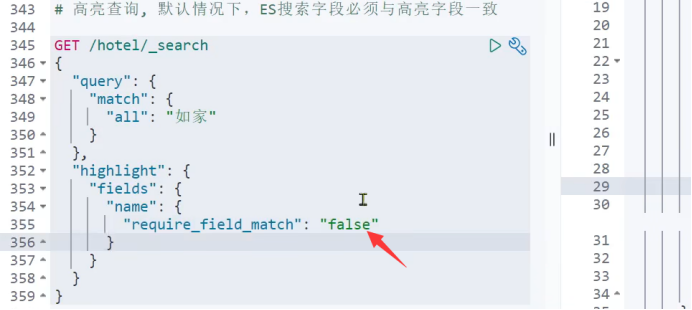 343 # 高亮查询, 默认情况下，ES搜索字段必须与高亮字段一致
344
345 GET /hotel/_search
346 {
347 "query": {
348 "match": {
349 "all": "如家"
350 }
351 },
352 "highlight": {
353 "fields": {
354 "name": {
355 "require_field_match": "false"
356 }
357 }
358 }
359 }
19
20
21
22
23
24
25
26
27
28
29
30
31
32
33
34